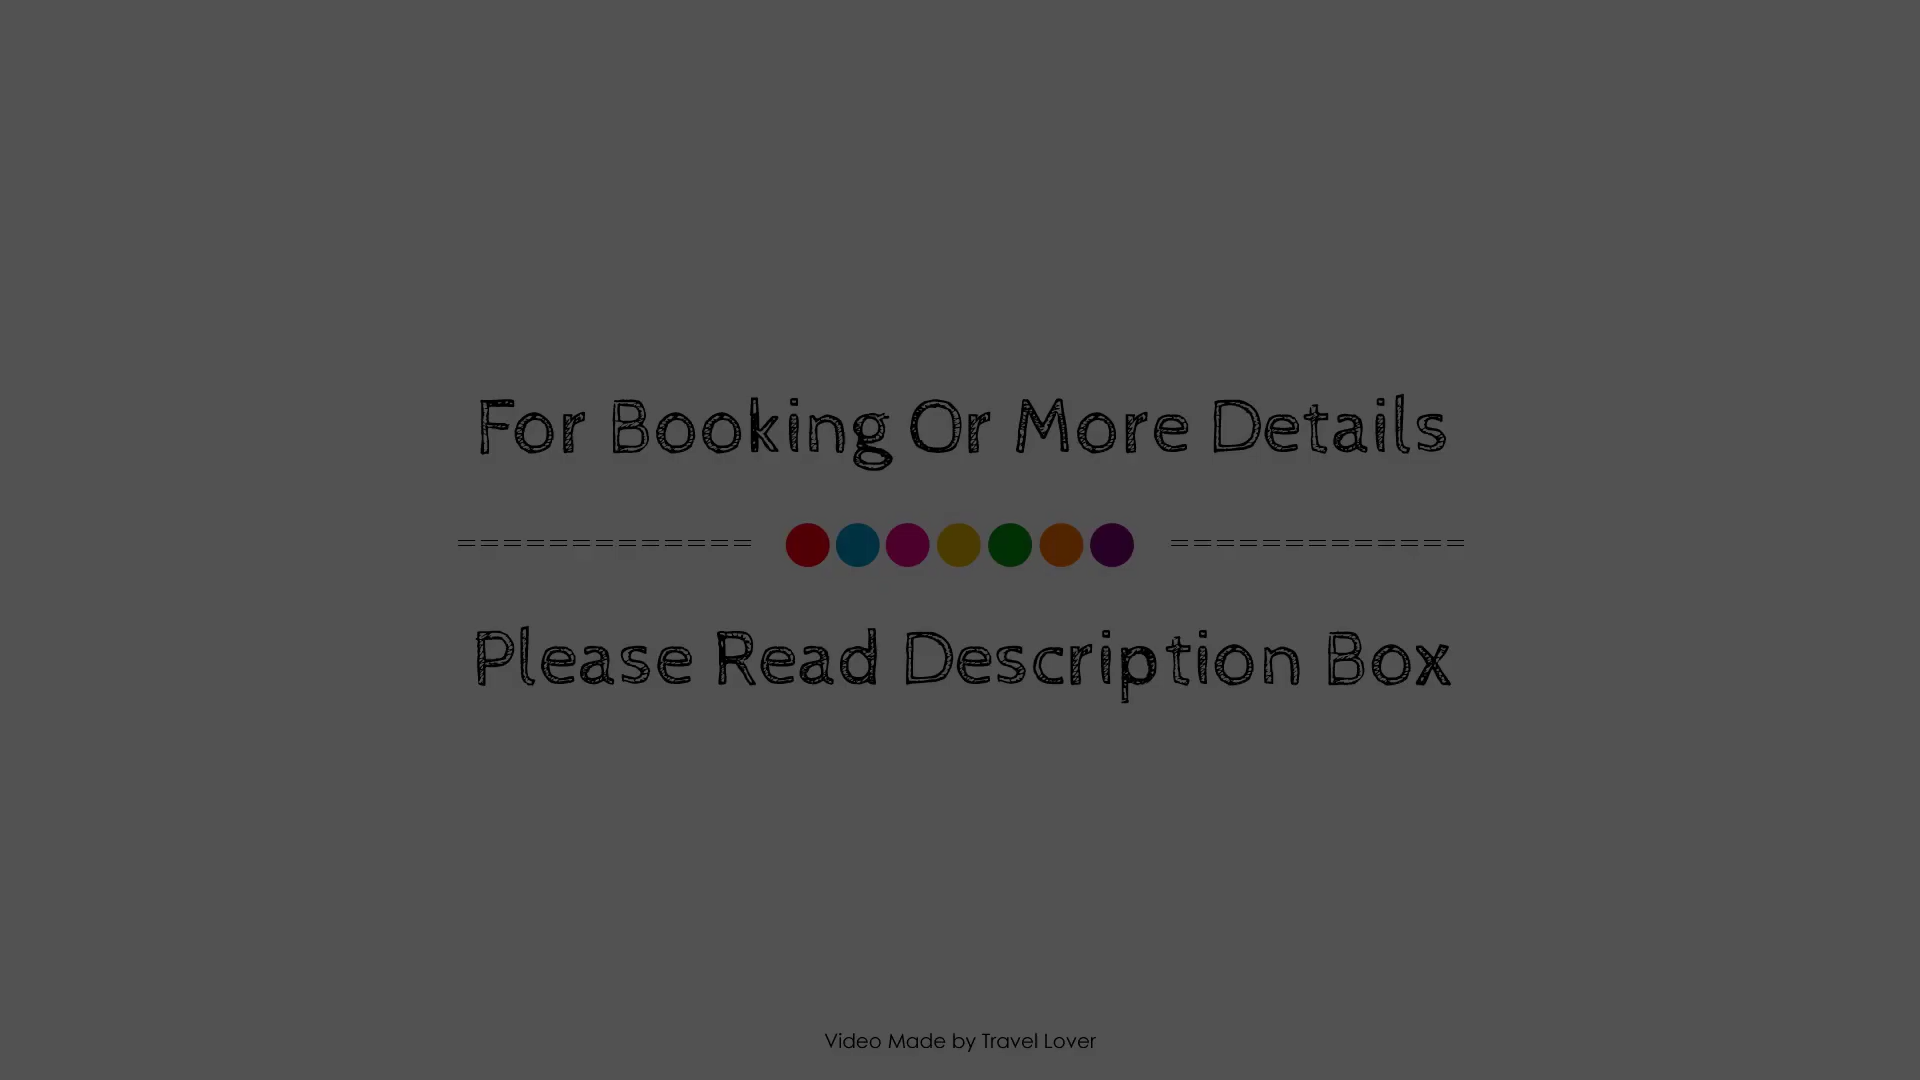 For Booking Or More Details
============= =============
Please Read Description Box
Video Made by Travel Lover